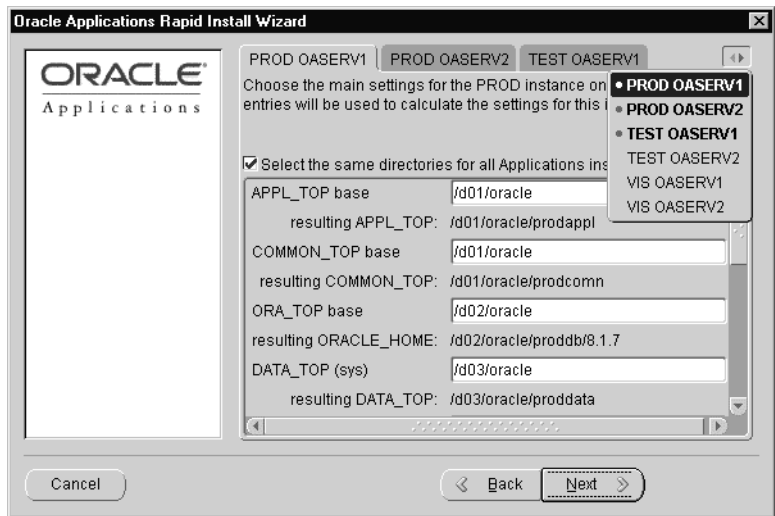 Oracle Applications Rapid Install Wizard
ORACLE
Applications
PROD OASERV1 PROD OASERV2 TEST OASERV1
Choose the main settings for the PROD instance on
entries will be used to calculate the settings for this
Select the same directories for all Applications ins
PROD OASERV1
PROD OASERV2
TEST OASERV1
TEST OASERV2
VIS OASERV1
VIS OASERV2
APPL_TOP base /d01/oracle
resulting APPL_TOP: /d01/oracle/prodappl
COMMON_TOP base /d01/oracle
resulting COMMON_TOP: /d01/oracle/prodcomn
ORA_TOP base /d02/oracle
resulting ORACLE_HOME: /d02/oracle/proddb/8.1.7
DATA_TOP (sys) /d03/oracle
resulting DATA_TOP: /d03/oracle/proddata
Cancel Back Next